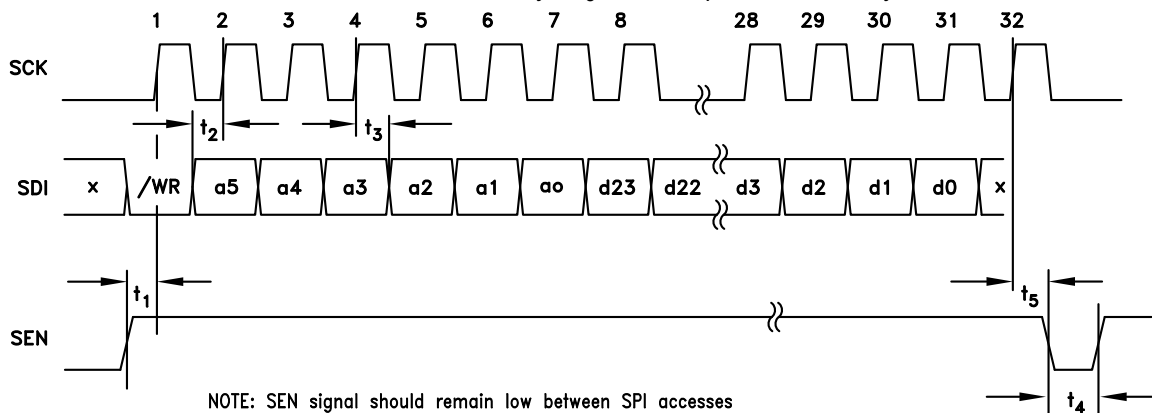 1 2 3 4 5 6 7 8 28 29 30 31 32
SCK
t2 t3
SDI x /WR a5 a4 a3 a2 a1 ao d23 d22 d3 d2 d1 d0 x
t1 t5
SEN
NOTE: SEN signal should remain low between SPI accesses
t4